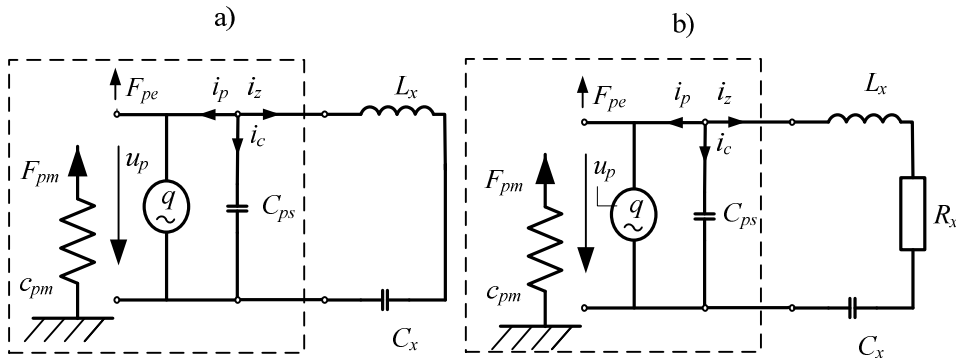 a)
F_pe
i_p
i_z
L_x
i_c
F_pm
u_p
q
~
C_ps
c_pm
C_x
b)
F_pe
i_p
i_z
L_x
i_c
F_pm
u_p
q
~
C_ps
R_x
c_pm
C_x